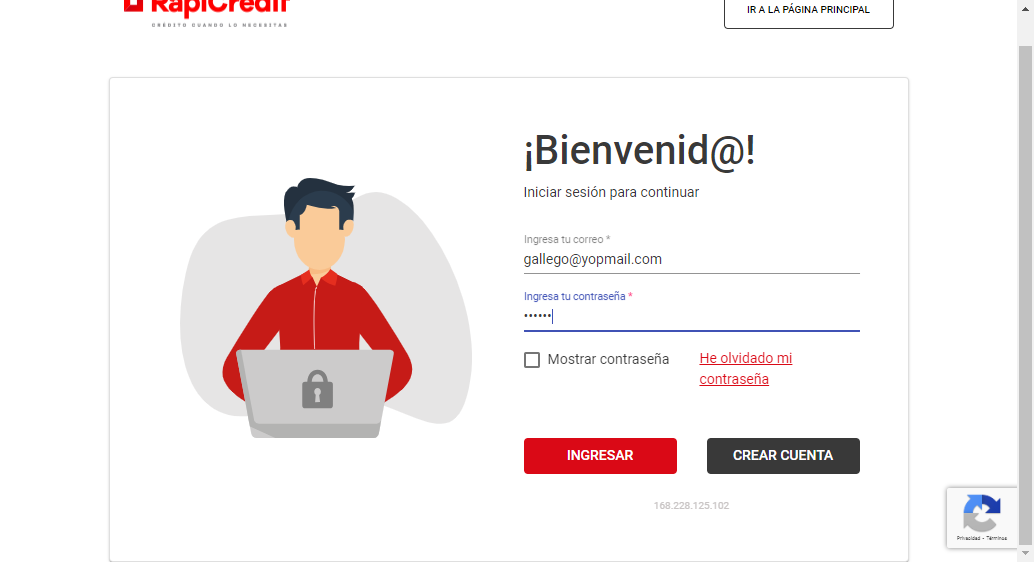 RapiCredit
CRÉDITO CUANDO LO NECESITAS
IR A LA PÁGINA PRINCIPAL
¡Bienvenid@!
Iniciar sesión para continuar
Ingresa tu correo *
gallego@yopmail.com
Ingresa tu contraseña *
••••••
Mostrar contraseña
He olvidado mi
contraseña
INGRESAR
CREAR CUENTA
168.228.125.102
Privacidad - Términos